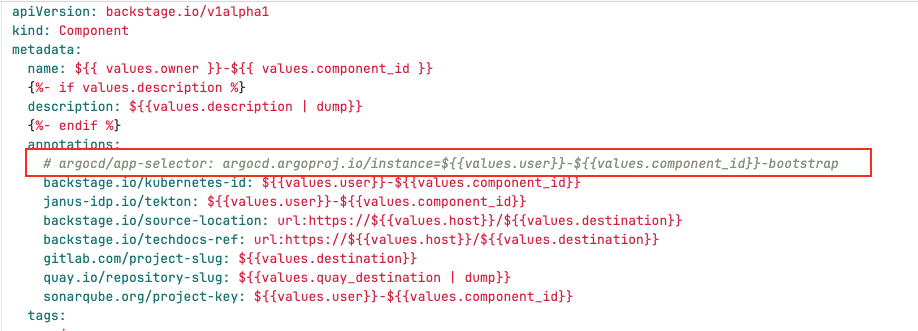 apiVersion: backstage.io/v1alpha1
kind: Component
metadata:
  name: ${{ values.owner }}-${{ values.component_id }}
  {%- if values.description %}
  description: ${{values.description | dump}}
  {%- endif %}
  annotations:
    # argocd/app-selector: argocd.argoproj.io/instance=${{values.user}}-${{values.component_id}}-bootstrap
    backstage.io/kubernetes-id: ${{values.user}}-${{values.component_id}}
    janus-idp.io/tekton: ${{values.user}}-${{values.component_id}}
    backstage.io/source-location: url:https://${{values.host}}/${{values.destination}}
    backstage.io/techdocs-ref: url:https://${{values.host}}/${{values.destination}}
    gitlab.com/project-slug: ${{values.destination}}
    quay.io/repository-slug: ${{values.quay_destination | dump}}
    sonarqube.org/project-key: ${{values.user}}-${{values.component_id}}
  tags: